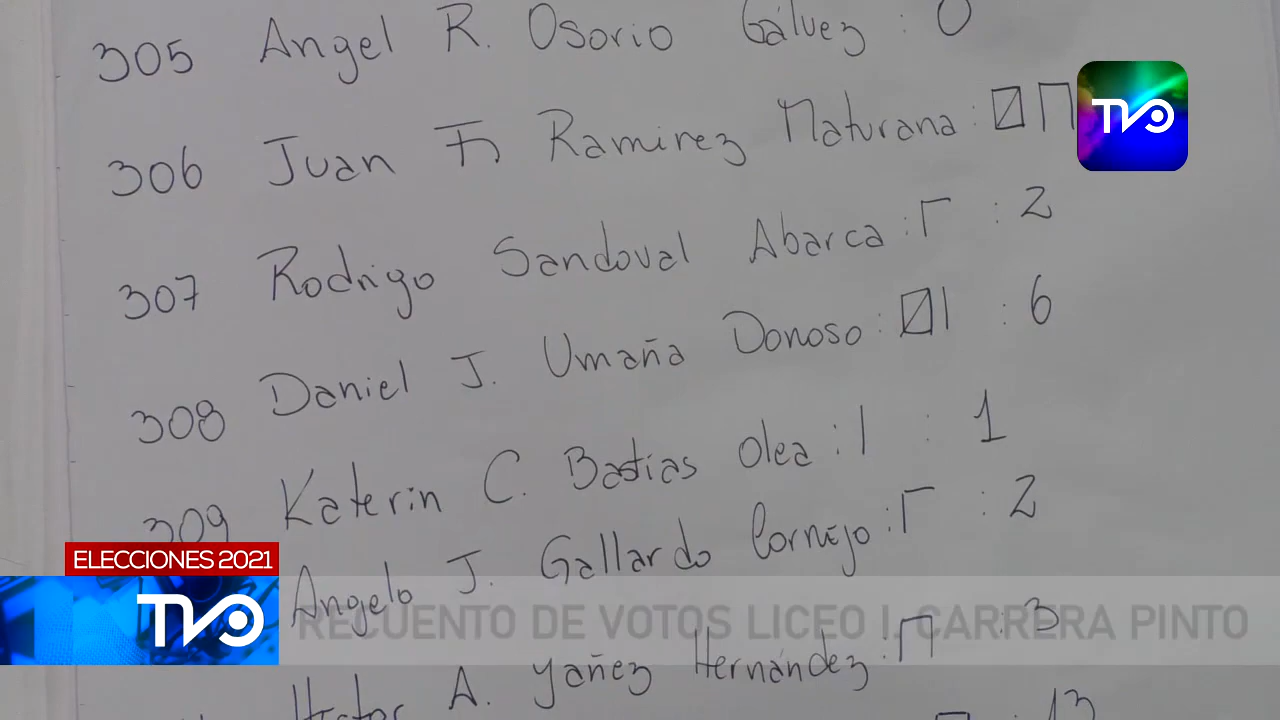 305 Angel R. Osorio Gálvez : 0
306 Juan Ramirez Maturana :
307 Rodrigo Sandoval Abarca : : 2
308 Daniel J. Umaña Donoso : : 6
309 Katerin C. Bastias Olea : | : 1
Angelo J. Gallardo Cornejo : : 2
A. Yañez Hernández : : 3
: 13
TVO
ELECCIONES 2021
TVO
RECUENTO DE VOTOS LICEO I. CARRERA PINTO